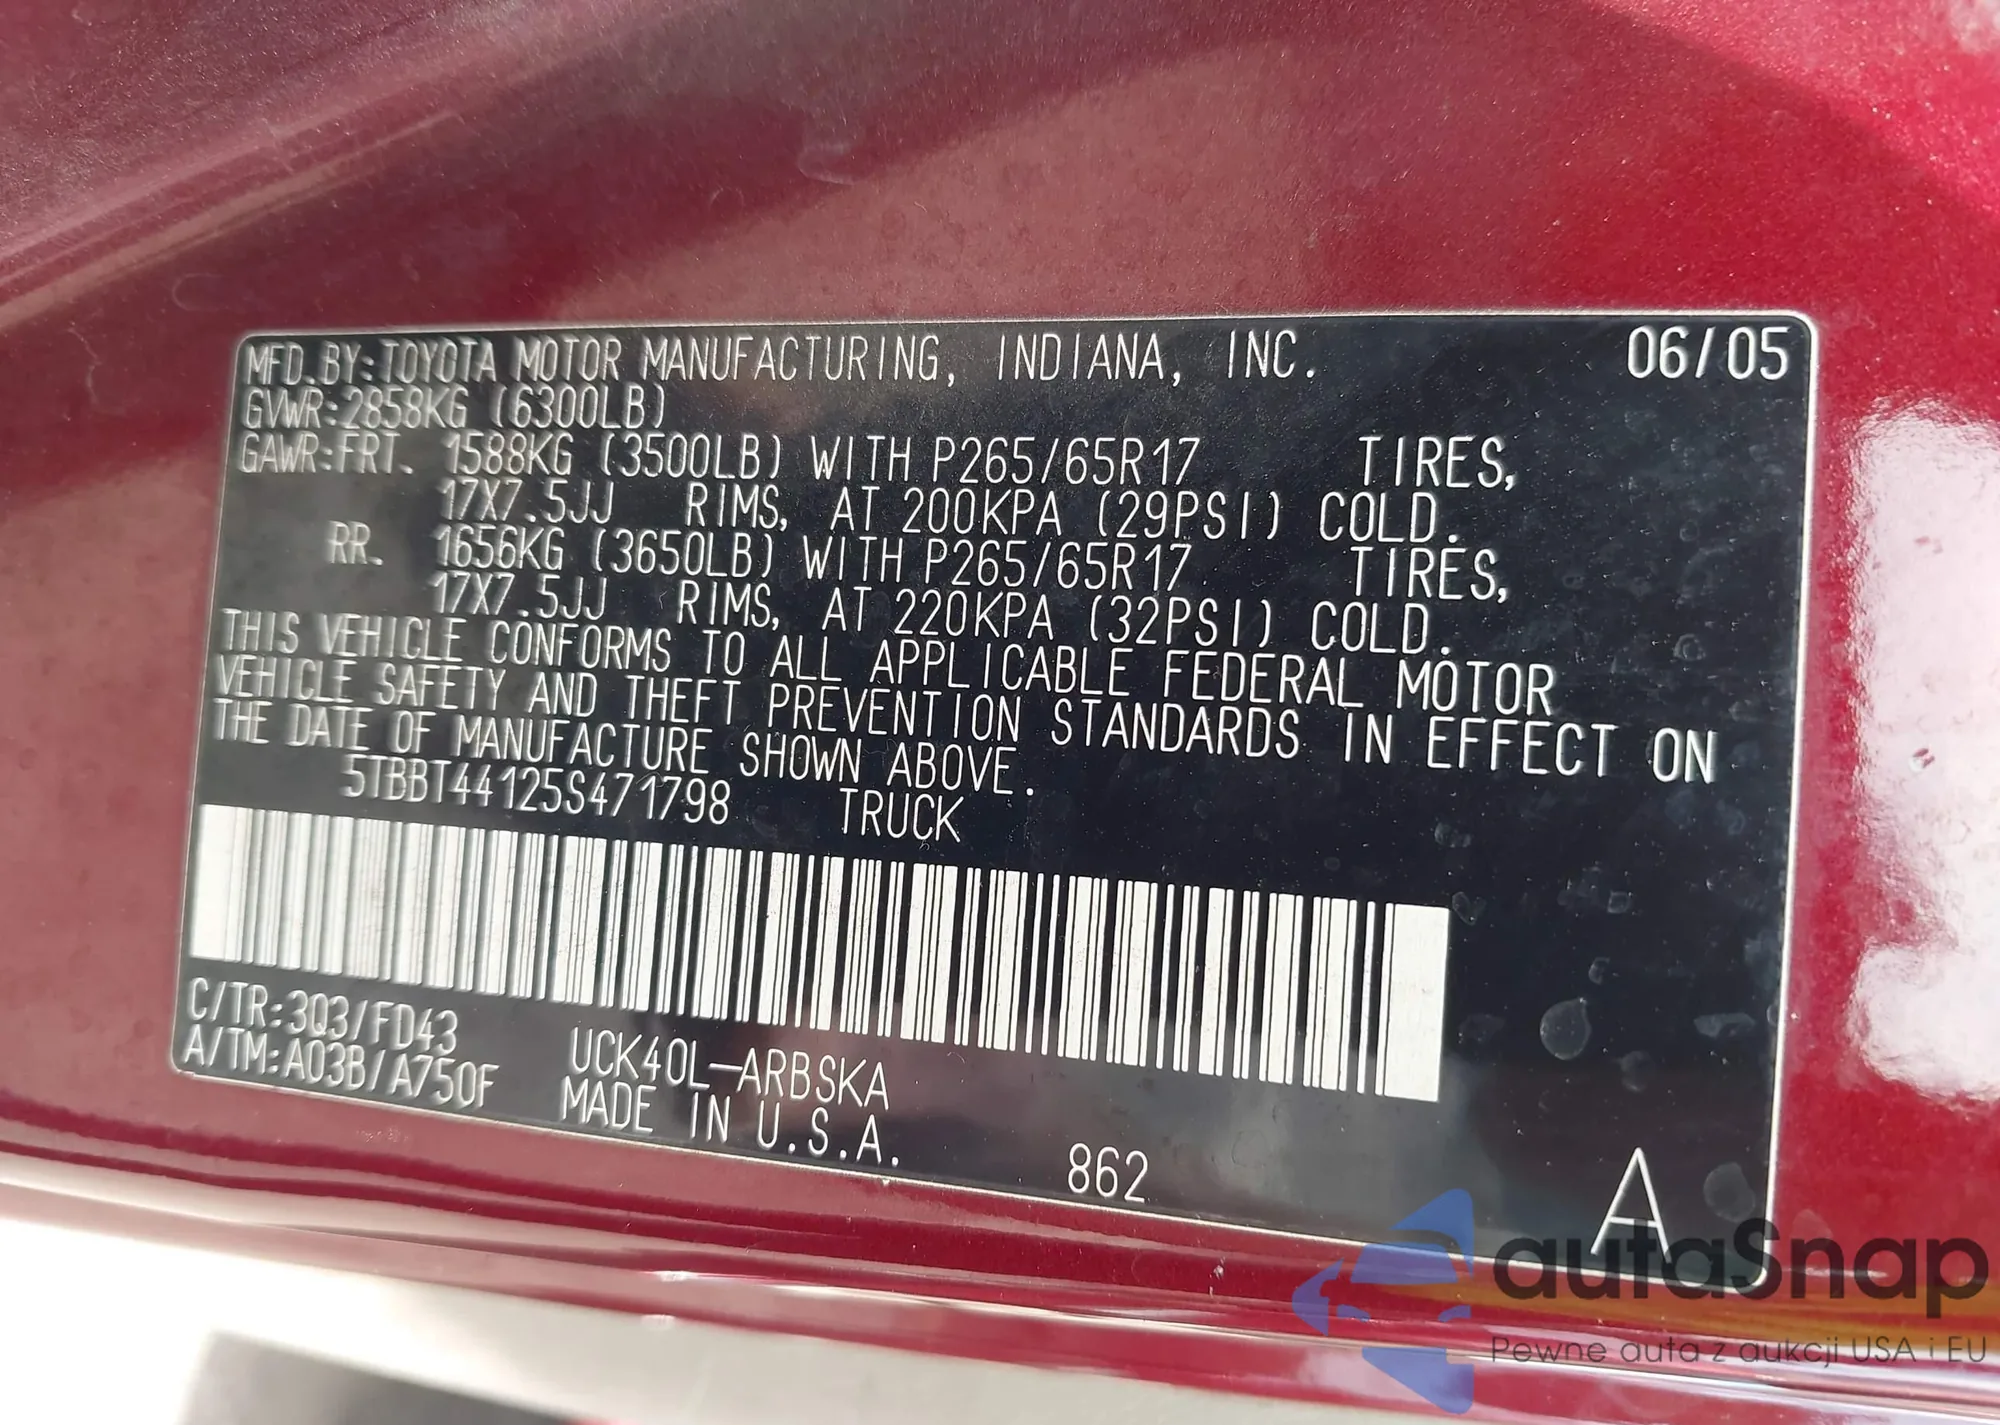 MFD. BY: TOYOTA MOTOR MANUFACTURING, INDIANA, INC. 06/05
GVWR: 2858KG (6300LB)
GAWR: FRT. 1588KG (3500LB) WITH P265/65R17 TIRES,
17X7.5JJ RIMS, AT 200KPA (29PSI) COLD.
RR. 1656KG (3650LB) WITH P265/65R17 TIRES,
17X7.5JJ RIMS, AT 220KPA (32PSI) COLD.
THIS VEHICLE CONFORMS TO ALL APPLICABLE FEDERAL MOTOR
VEHICLE SAFETY AND THEFT PREVENTION STANDARDS IN EFFECT ON
THE DATE OF MANUFACTURE SHOWN ABOVE.
5TBBT44125S471798 TRUCK
C/TR: 3Q3/FD43 UCK40L-ARBSKA
A/TM: A03B/A750F MADE IN U.S.A. 862
A
autaSnap
Pewne auta z aukcji USA i EU